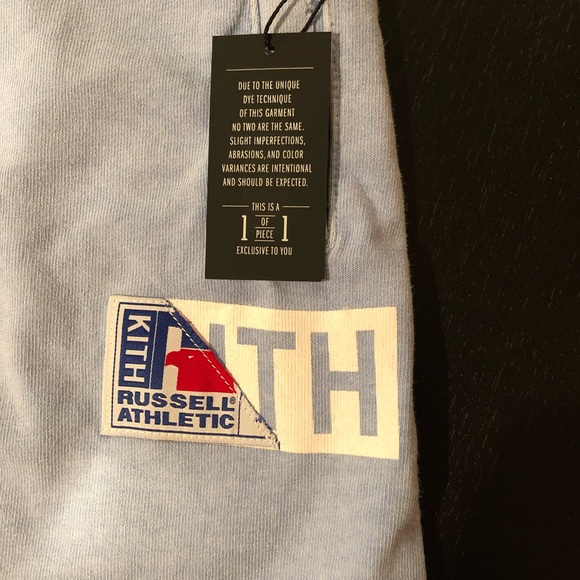 DUE TO THE UNIQUE
DYE TECHNIQUE
OF THIS GARMENT
NO TWO ARE THE SAME.
SLIGHT IMPERFECTIONS,
ABRASIONS, AND COLOR
VARIANCES ARE INTENTIONAL
AND SHOULD BE EXPECTED.
THIS IS A
1 OF PIECE 1
EXCLUSIVE TO YOU
KITH
ITH
RUSSELL®
ATHLETIC